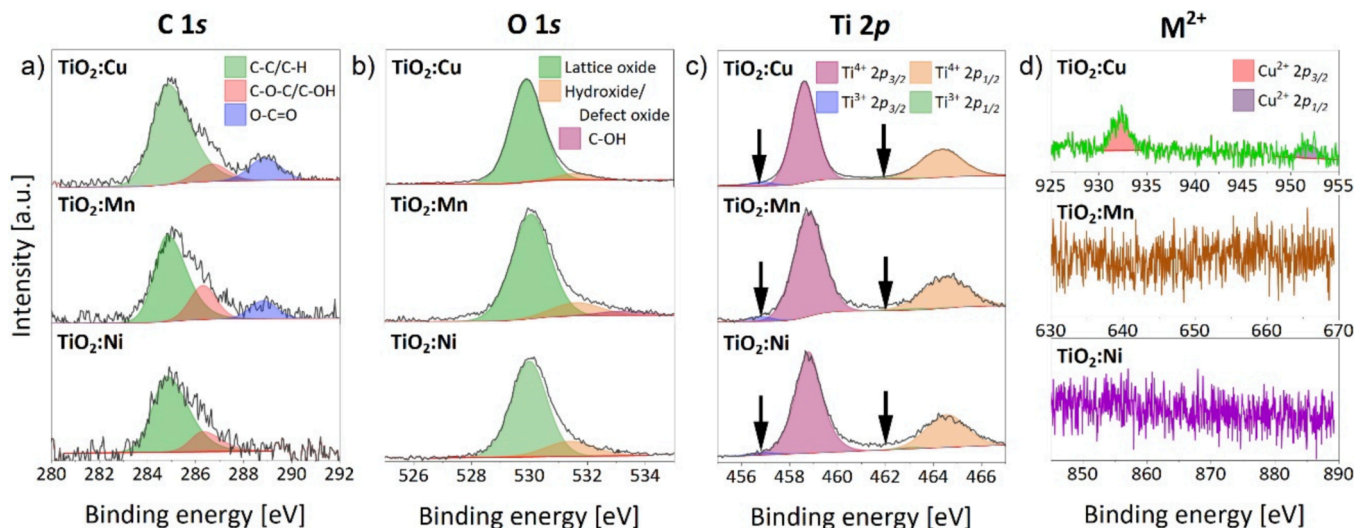 C 1s
O 1s
Ti 2p
M²⁺
a)
TiO₂:Cu
C-C/C-H
C-O-C/C-OH
O-C=O
TiO₂:Mn
TiO₂:Ni
280 282 284 286 288 290 292
Binding energy [eV]
Intensity [a.u.]
b)
TiO₂:Cu
Lattice oxide
Hydroxide/
Defect oxide
C-OH
TiO₂:Mn
TiO₂:Ni
526 528 530 532 534
Binding energy [eV]
c)
TiO₂:Cu
Ti⁴⁺ 2p₃/₂ Ti⁴⁺ 2p₁/₂
Ti³⁺ 2p₃/₂ Ti³⁺ 2p₁/₂
TiO₂:Mn
TiO₂:Ni
456 458 460 462 464 466
Binding energy [eV]
d)
TiO₂:Cu
Cu²⁺ 2p₃/₂
Cu²⁺ 2p₁/₂
925 930 935 940 945 950 955
TiO₂:Mn
630 640 650 660 670
TiO₂:Ni
850 860 870 880 890
Binding energy [eV]